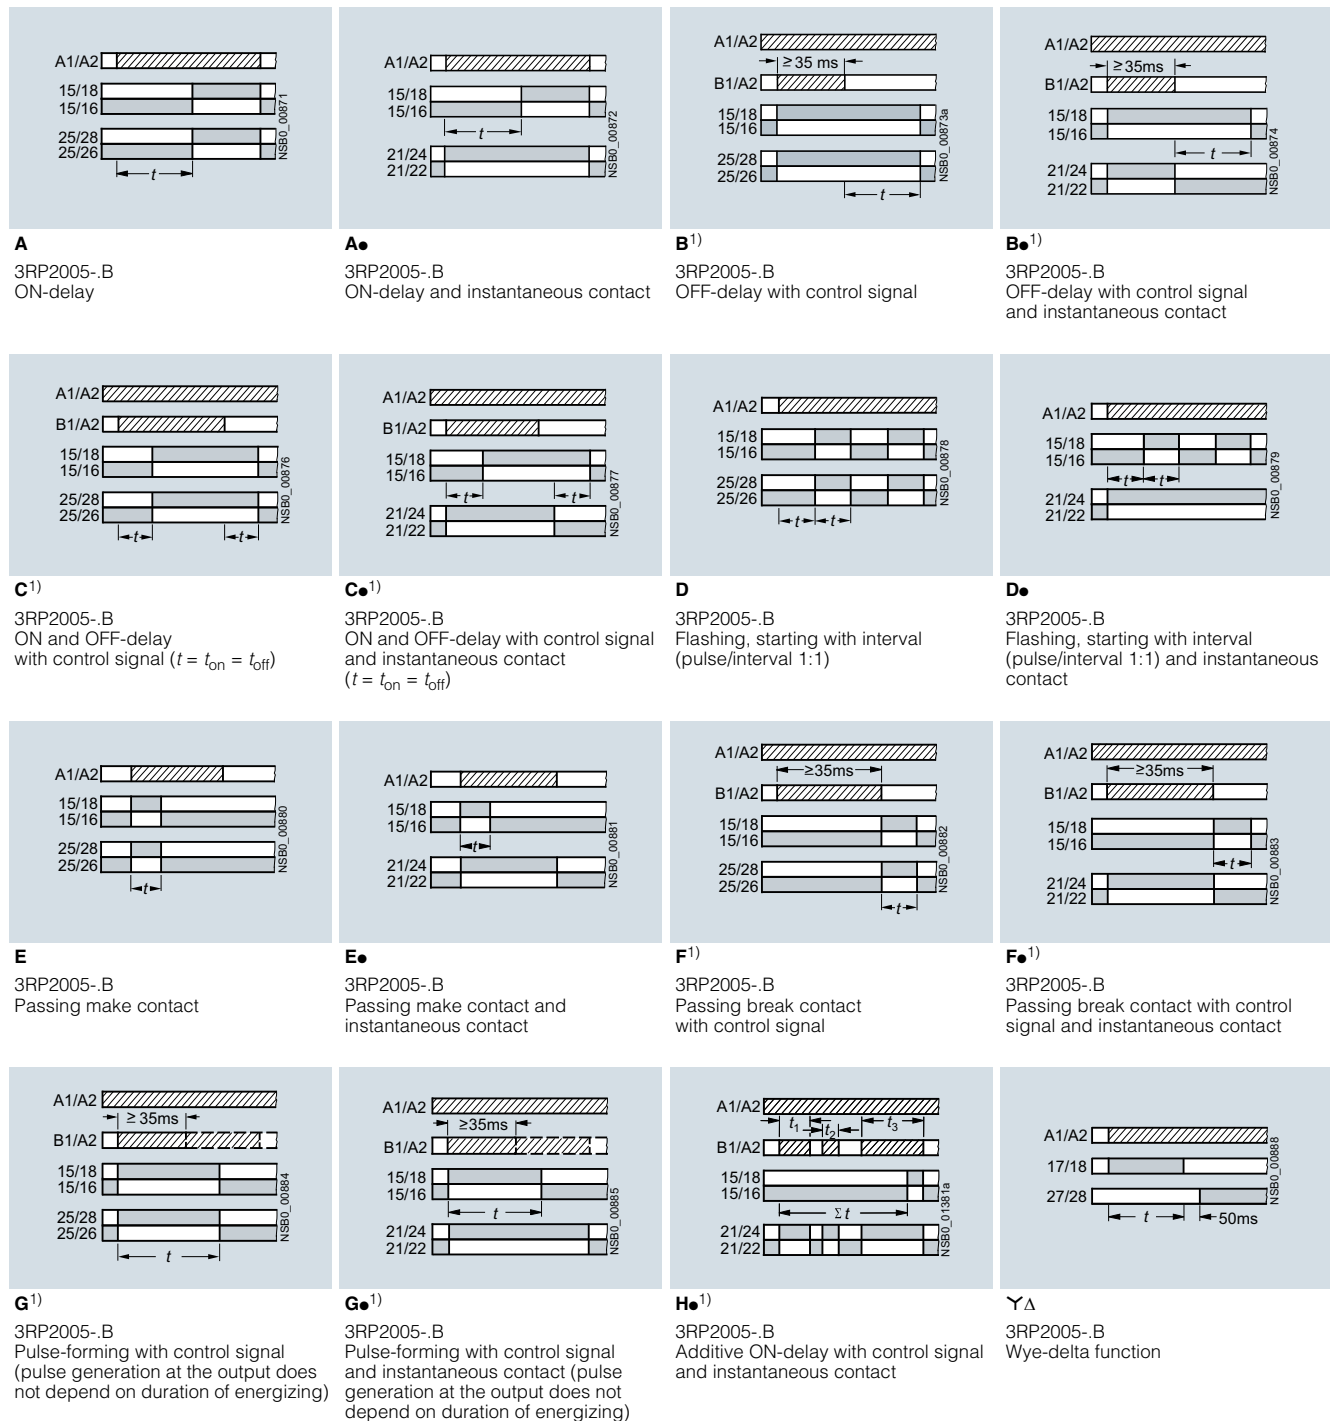 A1/A2
15/18
15/16
25/28
25/26
t
NSB0_00871
A
3RP2005-.B
ON-delay
A1/A2
15/18
15/16
t
21/24
21/22
NSB0_00872
A●
3RP2005-.B
ON-delay and instantaneous contact
A1/A2
≥ 35 ms
B1/A2
15/18
15/16
25/28
25/26
t
NSB0_00873a
B1)
3RP2005-.B
OFF-delay with control signal
A1/A2
≥35ms
B1/A2
15/18
15/16
t
21/24
21/22
NSB0_00874
B●1)
3RP2005-.B
OFF-delay with control signal
and instantaneous contact
A1/A2
B1/A2
15/18
15/16
25/28
25/26
t t
NSB0_00876
C1)
3RP2005-.B
ON and OFF-delay
with control signal (t = ton = toff)
A1/A2
B1/A2
15/18
15/16
t t
21/24
21/22
NSB0_00877
C●1)
3RP2005-.B
ON and OFF-delay with control signal
and instantaneous contact
(t = ton = toff)
A1/A2
15/18
15/16
25/28
25/26
t t
NSB0_00878
D
3RP2005-.B
Flashing, starting with interval
(pulse/interval 1:1)
A1/A2
15/18
15/16
t t
21/24
21/22
NSB0_00879
D●
3RP2005-.B
Flashing, starting with interval
(pulse/interval 1:1) and instantaneous
contact
A1/A2
15/18
15/16
25/28
25/26
t
NSB0_00880
E
3RP2005-.B
Passing make contact
A1/A2
15/18
15/16
t
21/24
21/22
NSB0_00881
E●
3RP2005-.B
Passing make contact and
instantaneous contact
A1/A2
≥35ms
B1/A2
15/18
15/16
25/28
25/26
t
NSB0_00882
F1)
3RP2005-.B
Passing break contact
with control signal
A1/A2
≥35ms
B1/A2
15/18
15/16
t
21/24
21/22
NSB0_00883
F●1)
3RP2005-.B
Passing break contact with control
signal and instantaneous contact
A1/A2
≥ 35ms
B1/A2
15/18
15/16
25/28
25/26
t
NSB0_00884
G1)
3RP2005-.B
Pulse-forming with control signal
(pulse generation at the output does
not depend on duration of energizing)
A1/A2
≥35ms
B1/A2
15/18
15/16
t
21/24
21/22
NSB0_00885
G●1)
3RP2005-.B
Pulse-forming with control signal
and instantaneous contact (pulse
generation at the output does not
depend on duration of energizing)
A1/A2
t1 t2 t3
B1/A2
15/18
15/16
Σt
21/24
21/22
NSB0_01381a
H●1)
3RP2005-.B
Additive ON-delay with control signal
and instantaneous contact
A1/A2
17/18
27/28
t 50ms
NSB0_00888
YΔ
3RP2005-.B
Wye-delta function